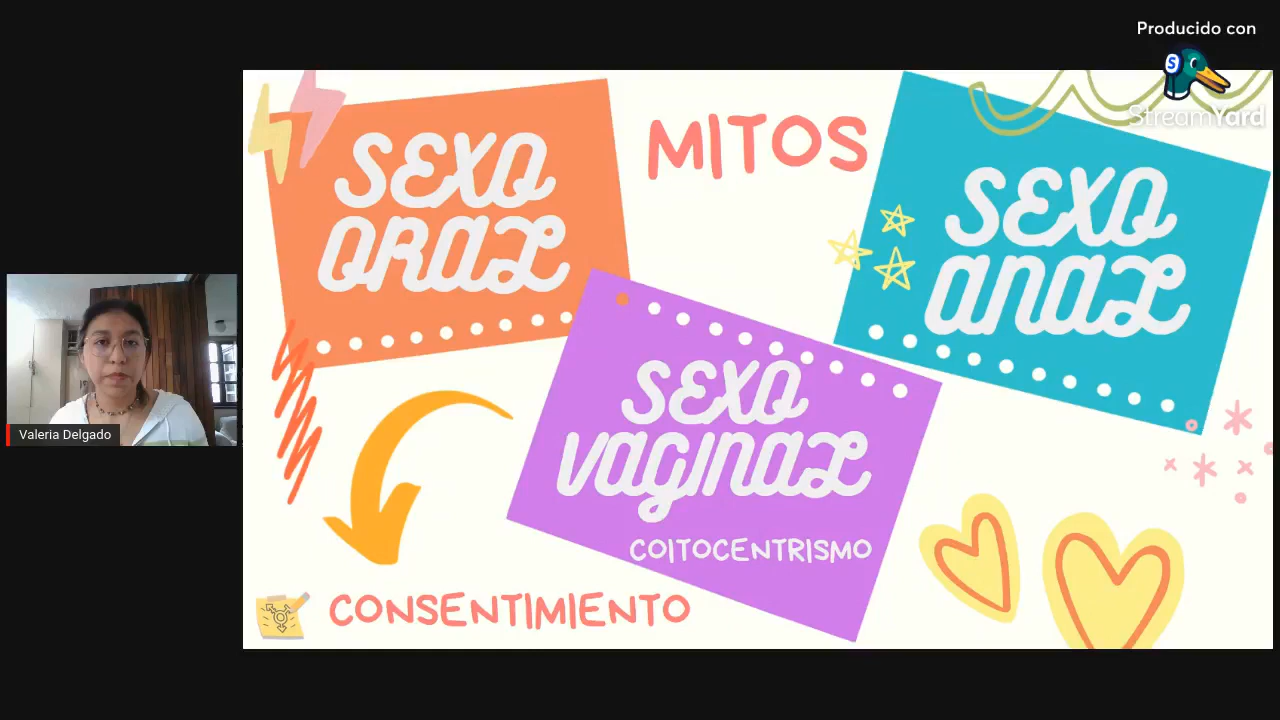 Producido con
StreamYard
MITOS
SEXO
ORAL
SEXO
ANAL
SEXO
VAGINAL
COITOCENTRISMO
CONSENTIMIENTO
Valeria Delgado